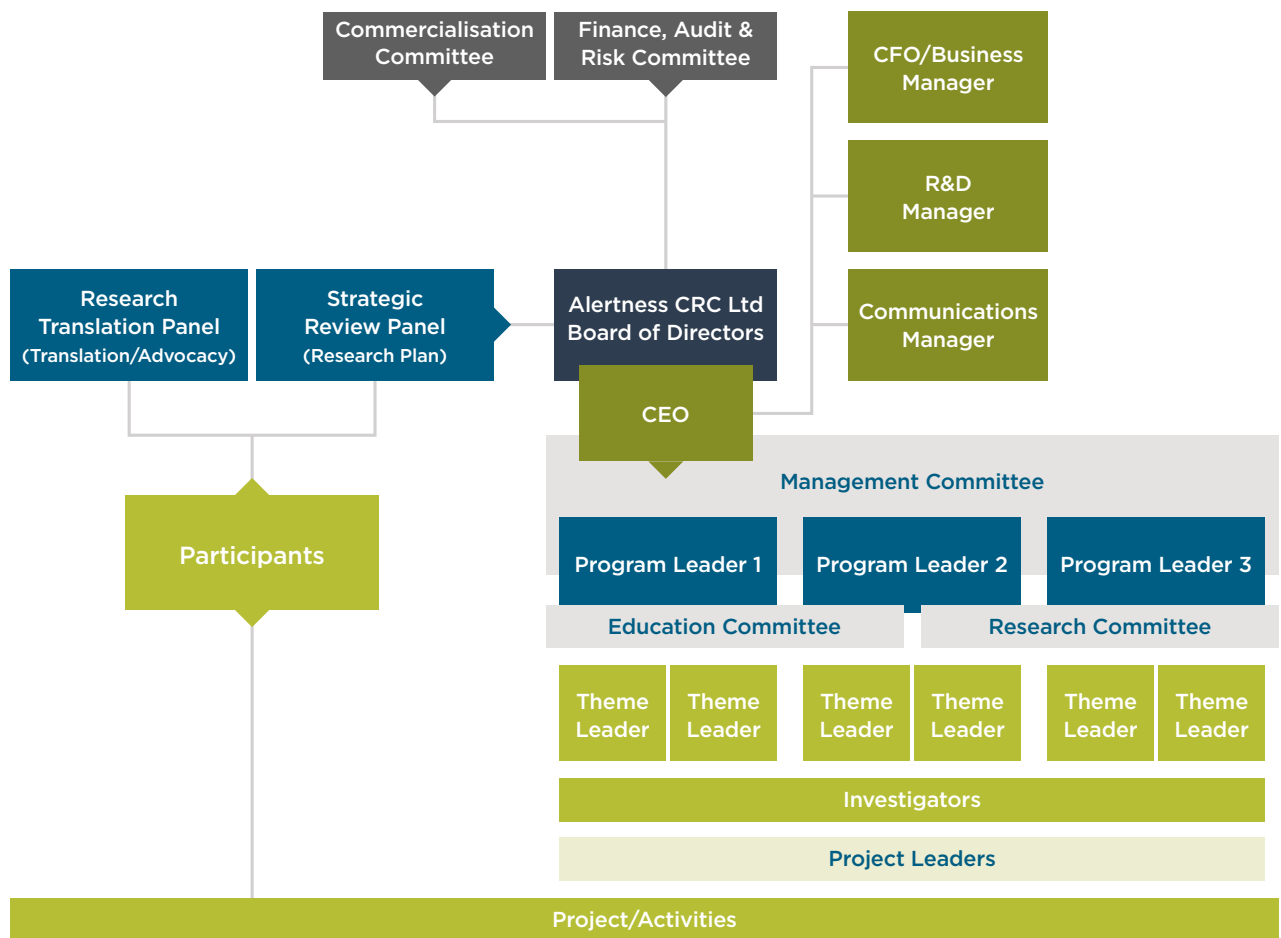 Commercialisation
Committee
Finance, Audit &
Risk Committee
CFO/Business
Manager
R&D
Manager
Communications
Manager
Research
Translation Panel
(Translation/Advocacy)
Strategic
Review Panel
(Research Plan)
Alertness CRC Ltd
Board of Directors
CEO
Management Committee
Participants
Program Leader 1
Program Leader 2
Program Leader 3
Education Committee
Research Committee
Theme
Leader
Theme
Leader
Theme
Leader
Theme
Leader
Theme
Leader
Theme
Leader
Investigators
Project Leaders
Project/Activities